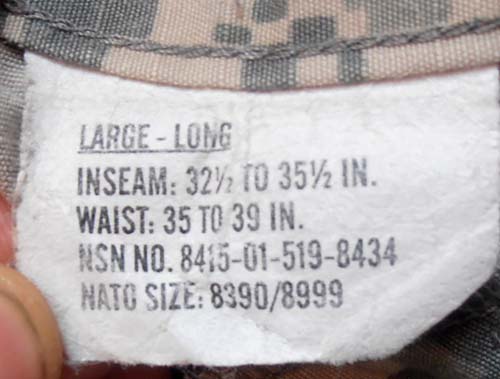 LARGE - LONG
INSEAM: 32½ TO 35½ IN.
WAIST: 35 TO 39 IN.
NSN NO. 8415-01-519-8434
NATO SIZE: 8390/8999